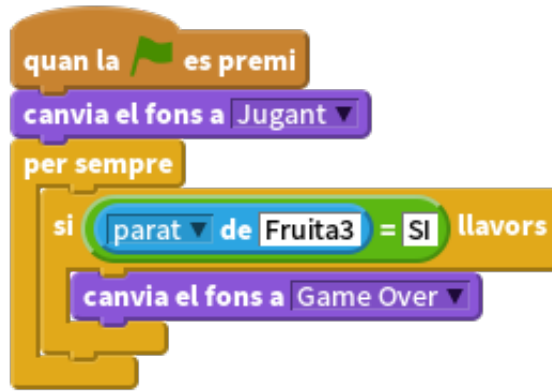 quan la es premi
canvia el fons a Jugant
per sempre
si parat de Fruita3 = SI llavors
canvia el fons a Game Over